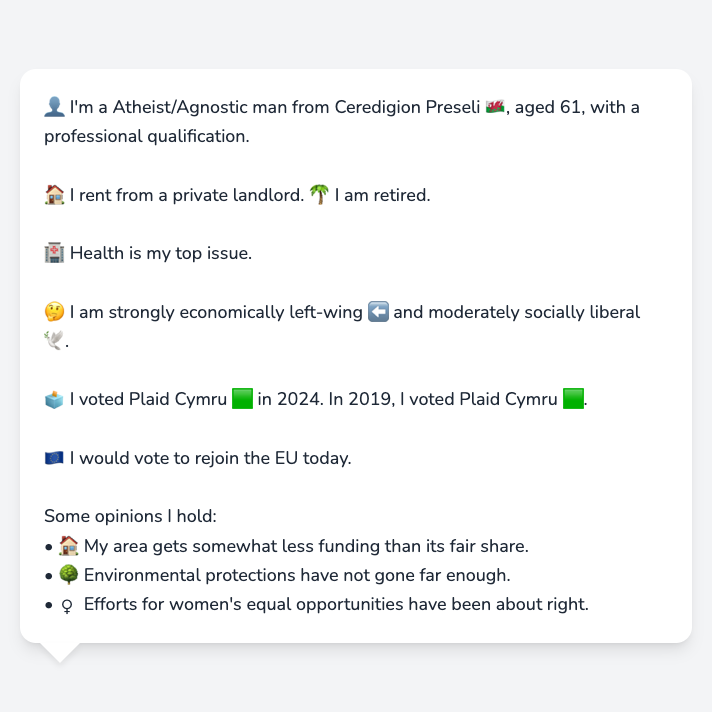 👤 I'm a Atheist/Agnostic man from Ceredigion Preseli 🏴󠁧󠁢󠁷󠁬󠁳󠁿, aged 61, with a
professional qualification.
🏠 I rent from a private landlord. 🌴 I am retired.
🏥 Health is my top issue.
🤔 I am strongly economically left-wing ⬅️ and moderately socially liberal
🕊️.
🗳️ I voted Plaid Cymru 🟩 in 2024. In 2019, I voted Plaid Cymru 🟩.
🇪🇺 I would vote to rejoin the EU today.
Some opinions I hold:
• 🏠 My area gets somewhat less funding than its fair share.
• 🌳 Environmental protections have not gone far enough.
• ♀ Efforts for women's equal opportunities have been about right.